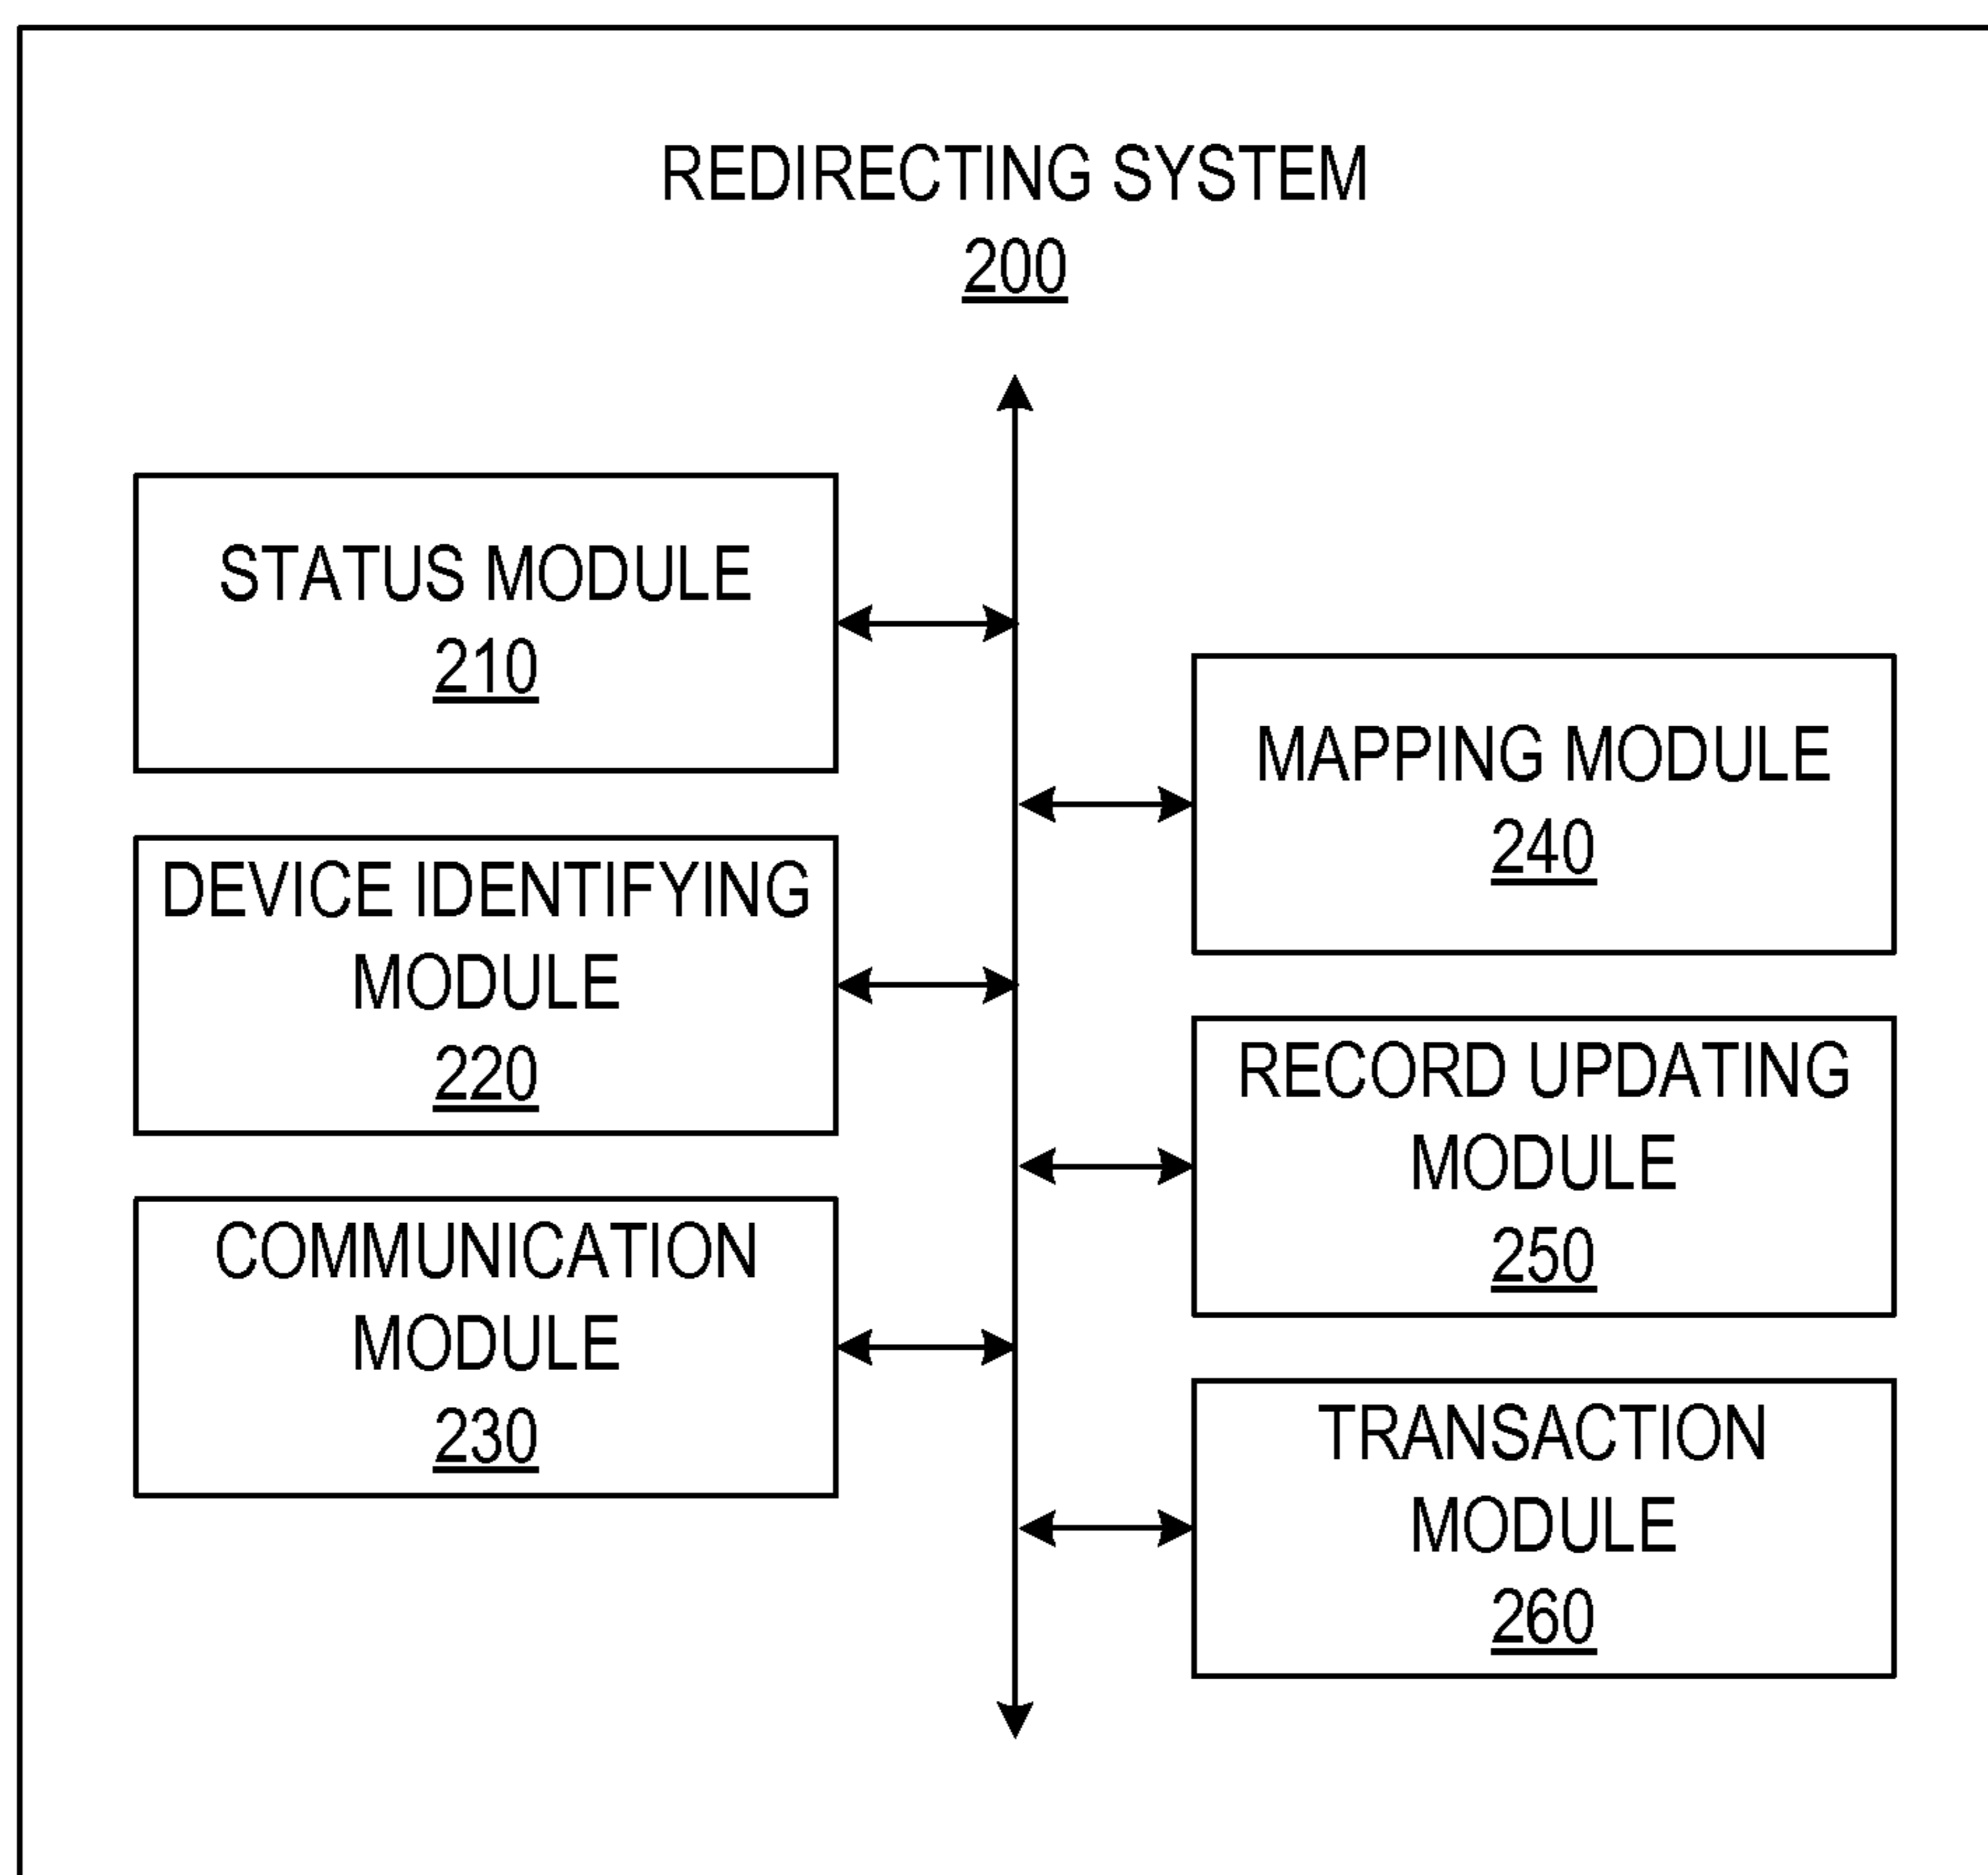 REDIRECTING SYSTEM
200
STATUS MODULE
210
DEVICE IDENTIFYING
MODULE
220
COMMUNICATION
MODULE
230
MAPPING MODULE
240
RECORD UPDATING
MODULE
250
TRANSACTION
MODULE
260